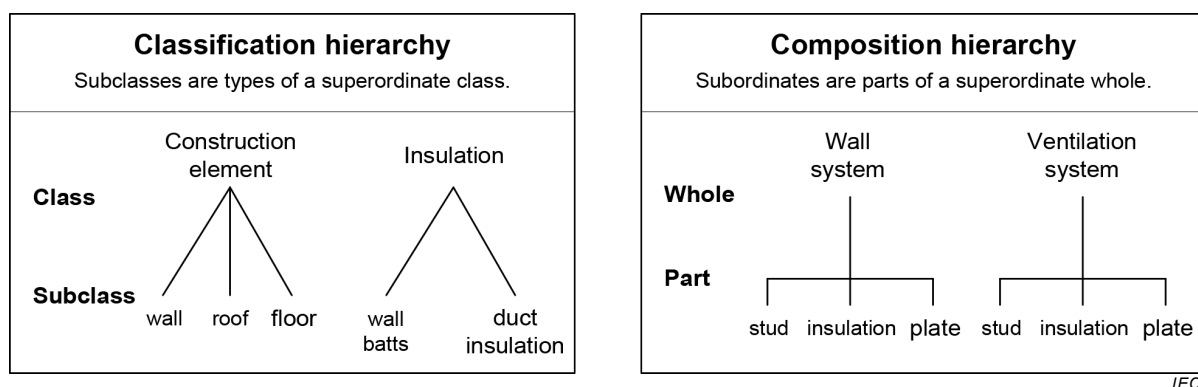 Classification hierarchy
Subclasses are types of a superordinate class.
Construction
element
Insulation
Class
Subclass
wall
roof
floor
wall
batts
duct
insulation
Composition hierarchy
Subordinates are parts of a superordinate whole.
Wall
system
Ventilation
system
Whole
Part
stud
insulation
plate
stud
insulation
plate
IEC